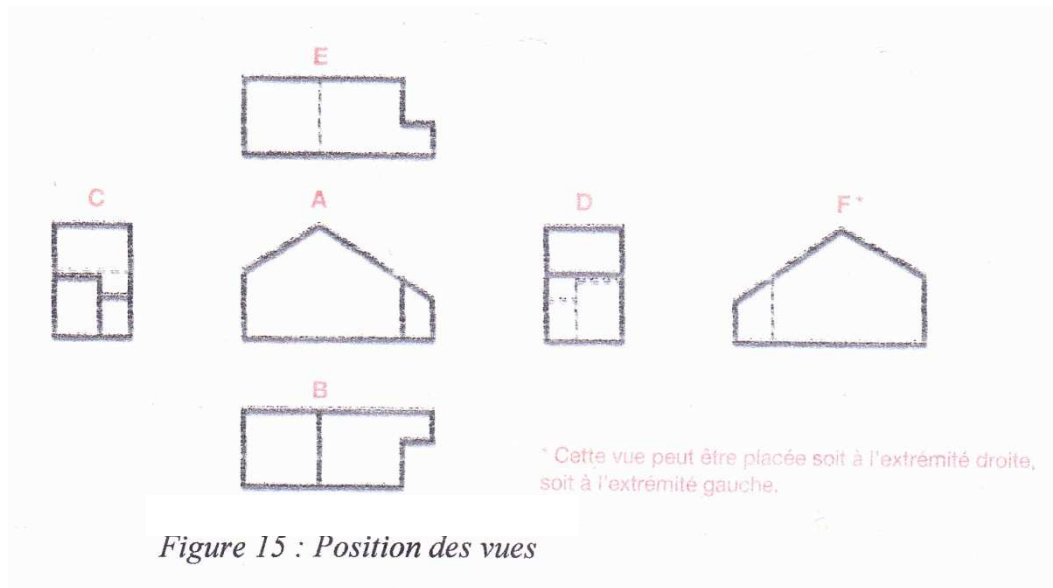 E
C
A
D
F*
B
* Cette vue peut être placée soit à l'extrémité droite,
soit à l'extrémité gauche.
Figure 15 : Position des vues